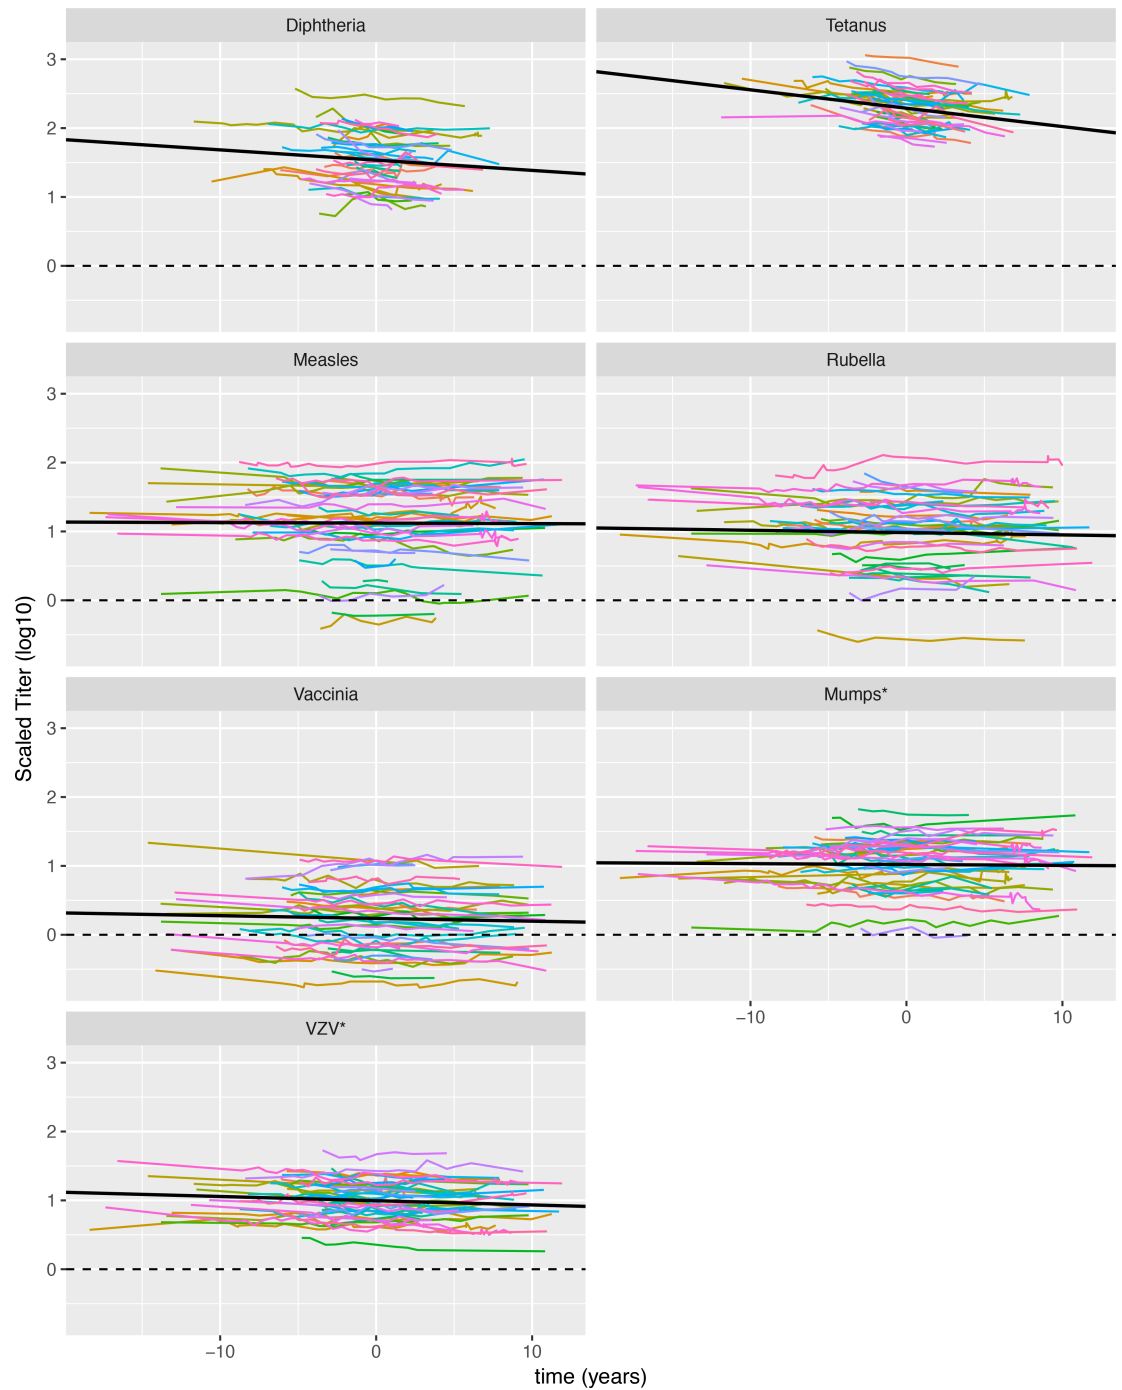 Diphtheria
Tetanus
3
2
1
0
Measles
Rubella
3
2
1
0
Vaccinia
Mumps*
3
2
1
0
−10
0
10
VZV*
3
2
1
0
−10
0
10
time (years)
Scaled Titer (log10)